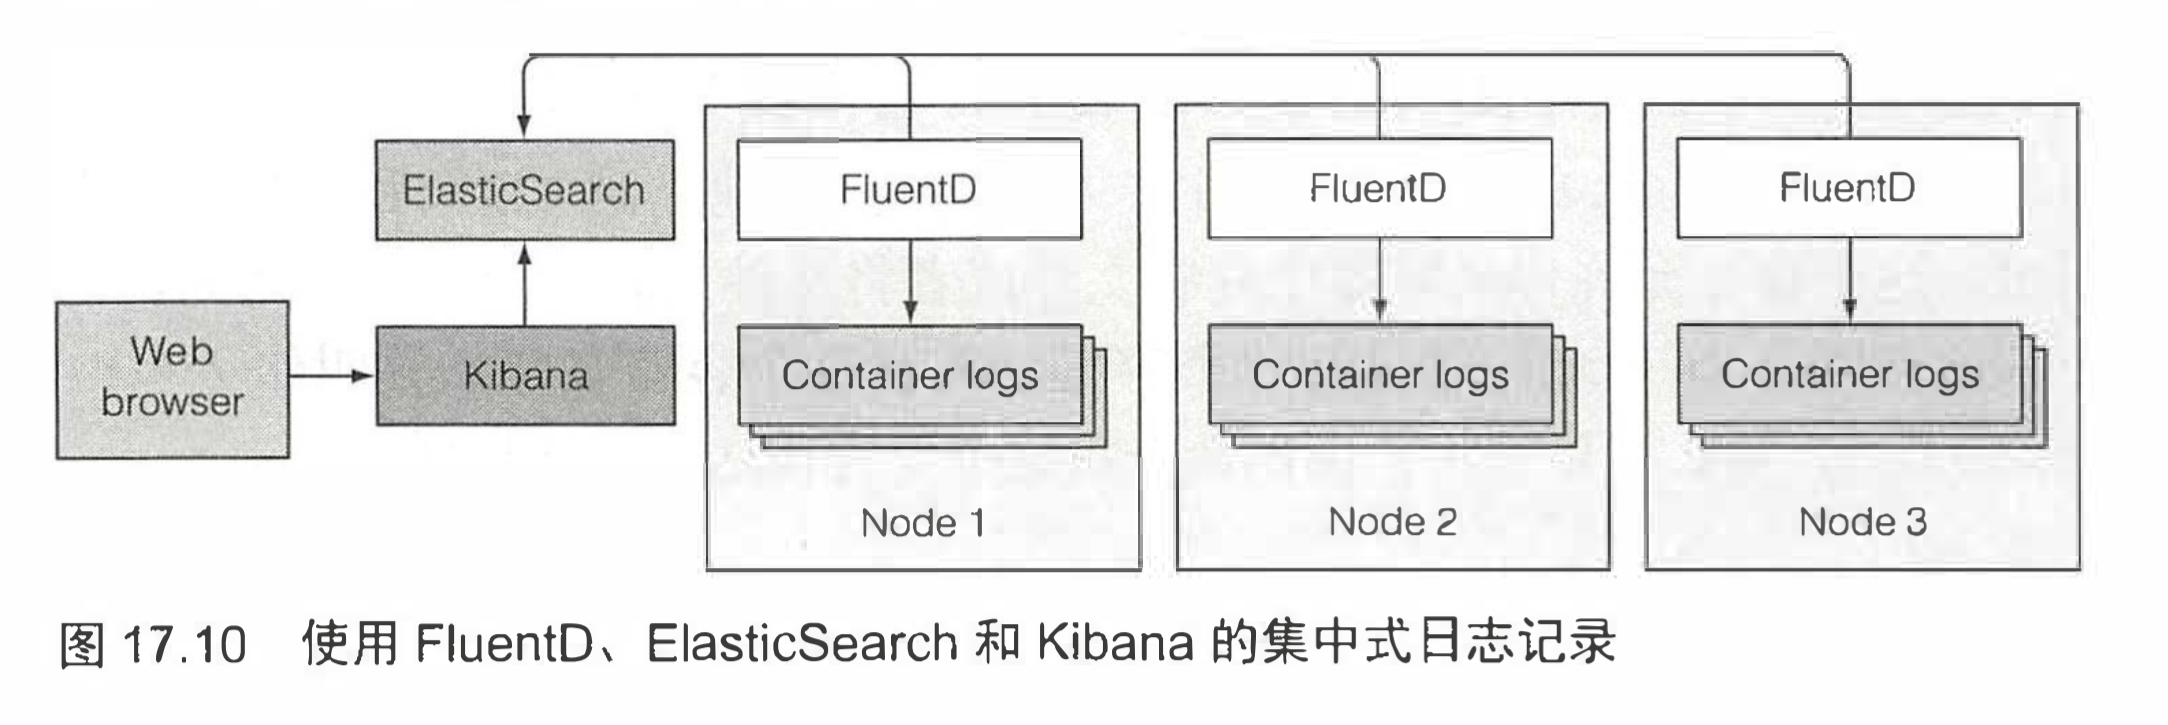 ElasticSearch
FluentD
FluentD
FluentD
Web
browser
Kibana
Container logs
Container logs
Container logs
Node 1
Node 2
Node 3
图 17.10 使用 FluentD、ElasticSearch 和 Kibana 的集中式日志记录